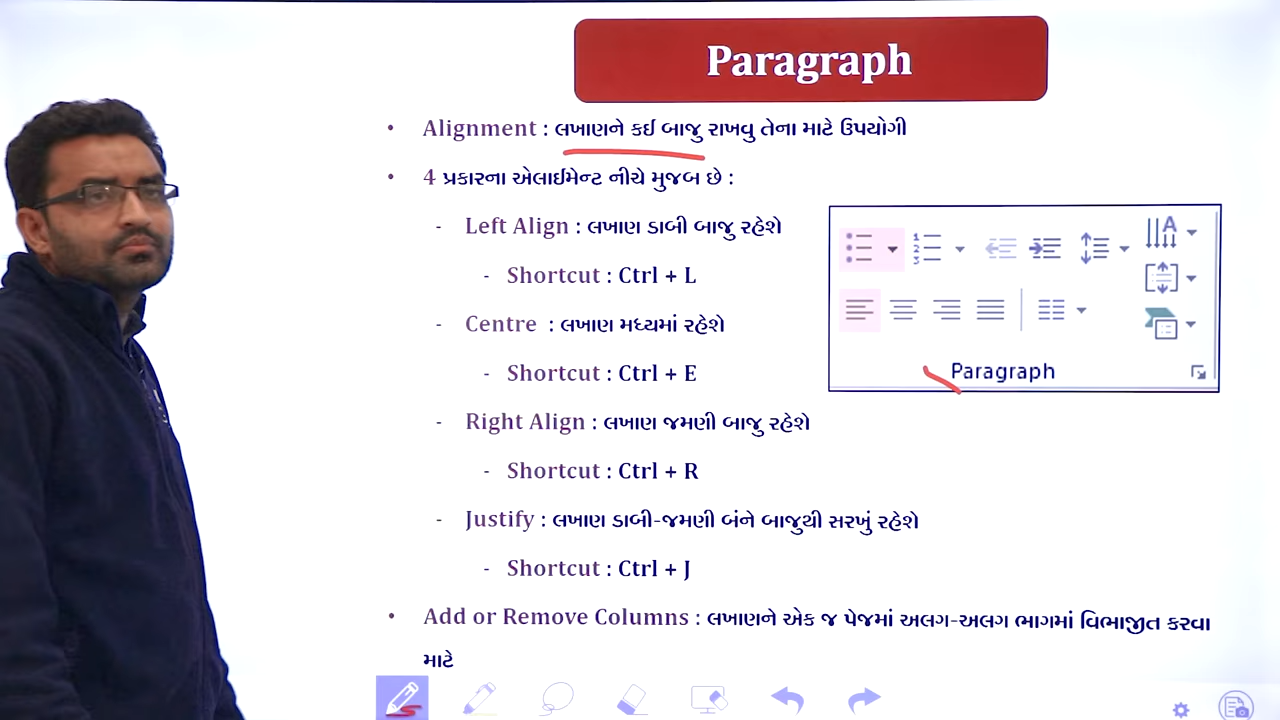 Paragraph
• Alignment : લખાણને કઈ બાજુ રાખવુ તેના માટે ઉપયોગી
• 4 પ્રકારના એલાઈમેન્ટ નીચે મુજબ છે :
- Left Align : લખાણ ડાબી બાજુ રહેશે
- Shortcut : Ctrl + L
- Centre : લખાણ મધ્યમાં રહેશે
- Shortcut : Ctrl + E
- Right Align : લખાણ જમણી બાજુ રહેશે
- Shortcut : Ctrl + R
- Justify : લખાણ ડાબી-જમણી બંને બાજુથી સરખું રહેશે
- Shortcut : Ctrl + J
• Add or Remove Columns : લખાણને એક જ પેજમાં અલગ-અલગ ભાગમાં વિભાજીત કરવા
માટે
Paragraph